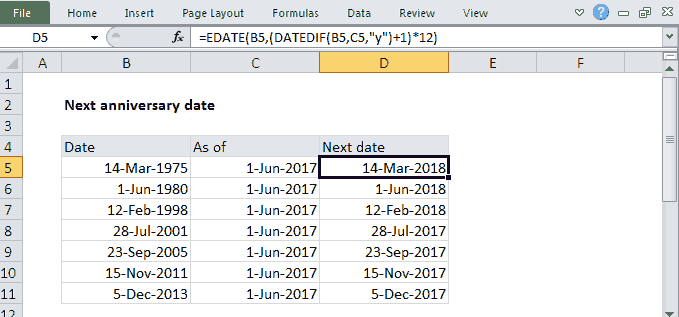 File Home Insert Page Layout Formulas Data Review View
D5 fx =EDATE(B5,(DATEDIF(B5,C5,"y")+1)*12)
A B C D E F
1
2 Next anniversary date
3
4 Date As of Next date
5 14-Mar-1975 1-Jun-2017 14-Mar-2018
6 1-Jun-1980 1-Jun-2017 1-Jun-2018
7 12-Feb-1998 1-Jun-2017 12-Feb-2018
8 28-Jul-2001 1-Jun-2017 28-Jul-2017
9 23-Sep-2005 1-Jun-2017 23-Sep-2017
10 15-Nov-2011 1-Jun-2017 15-Nov-2017
11 5-Dec-2013 1-Jun-2017 5-Dec-2017
12